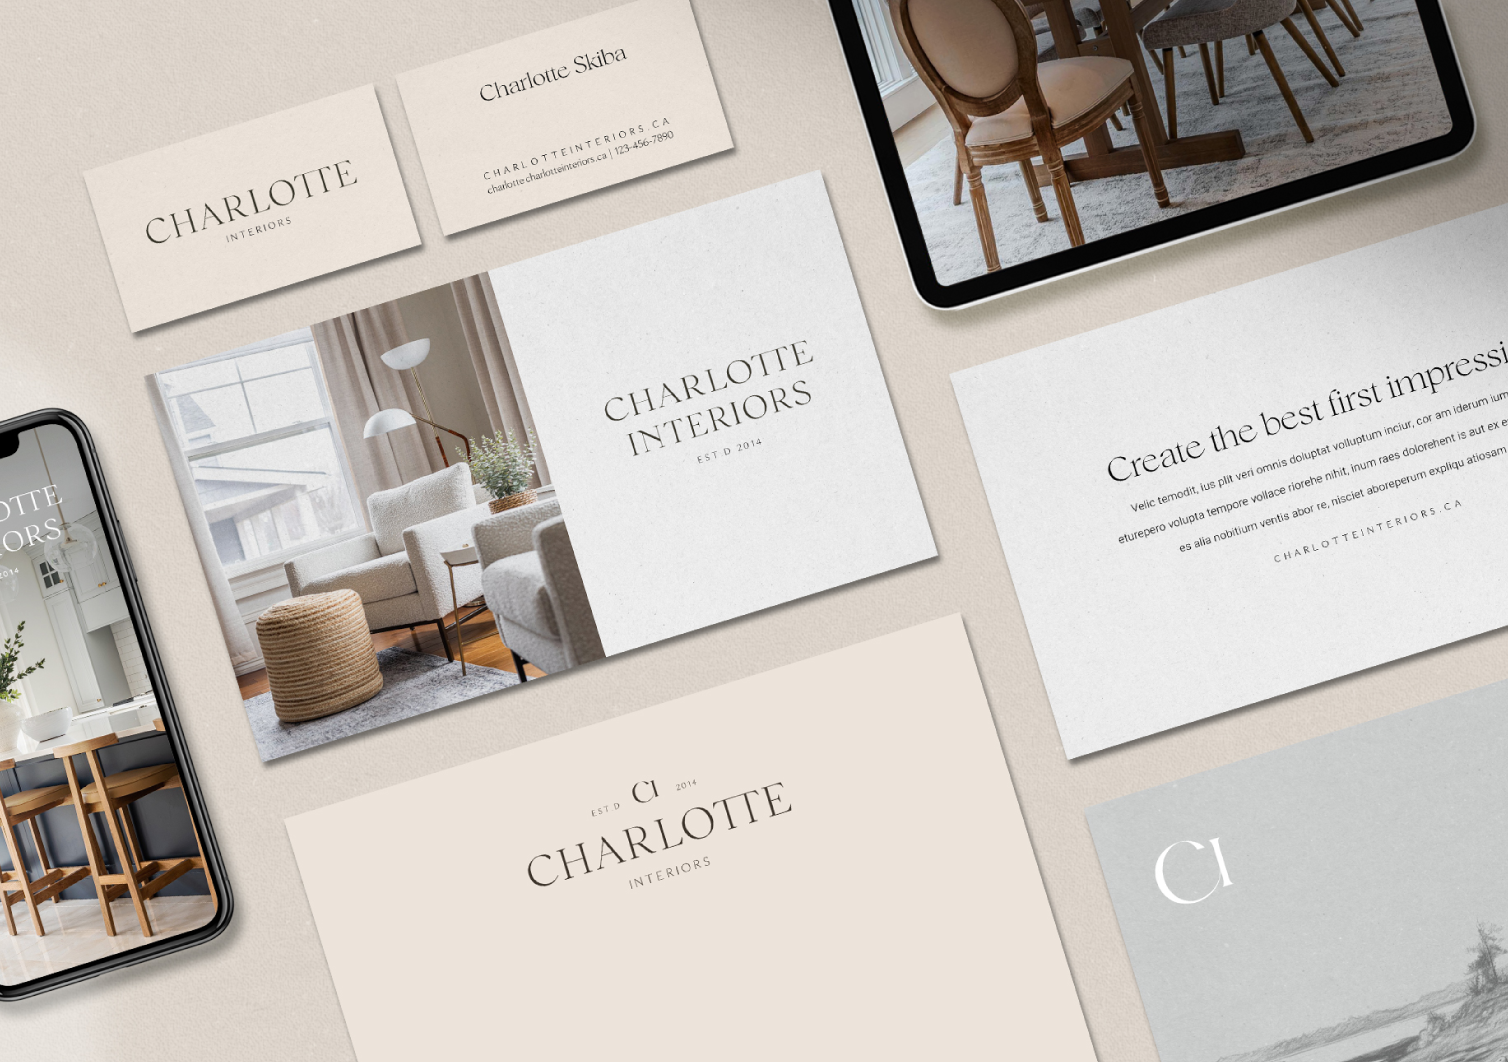 Charlotte Skiba
CHARLOTTEINTERIORS.CA
charlotte charlotteinteriors.ca | 123-456-7890
CHARLOTTE
INTERIORS
CHARLOTTE
INTERIORS
EST D 2014
Create the best first impressi
Velic temodit, ius plit veri omnis doluptat volluptum inciur, cor am iderum ium
eturepero volupta tempore vollace riorehe nihit, inum raes dolorehent is aut ex e
es alia nobitium ventis abor re, nisciet aboreperum expliqu atiosam
CHARLOTTEINTERIORS.CA
OTTE
IORS
2014
EST D CI 2014
CHARLOTTE
INTERIORS
CI